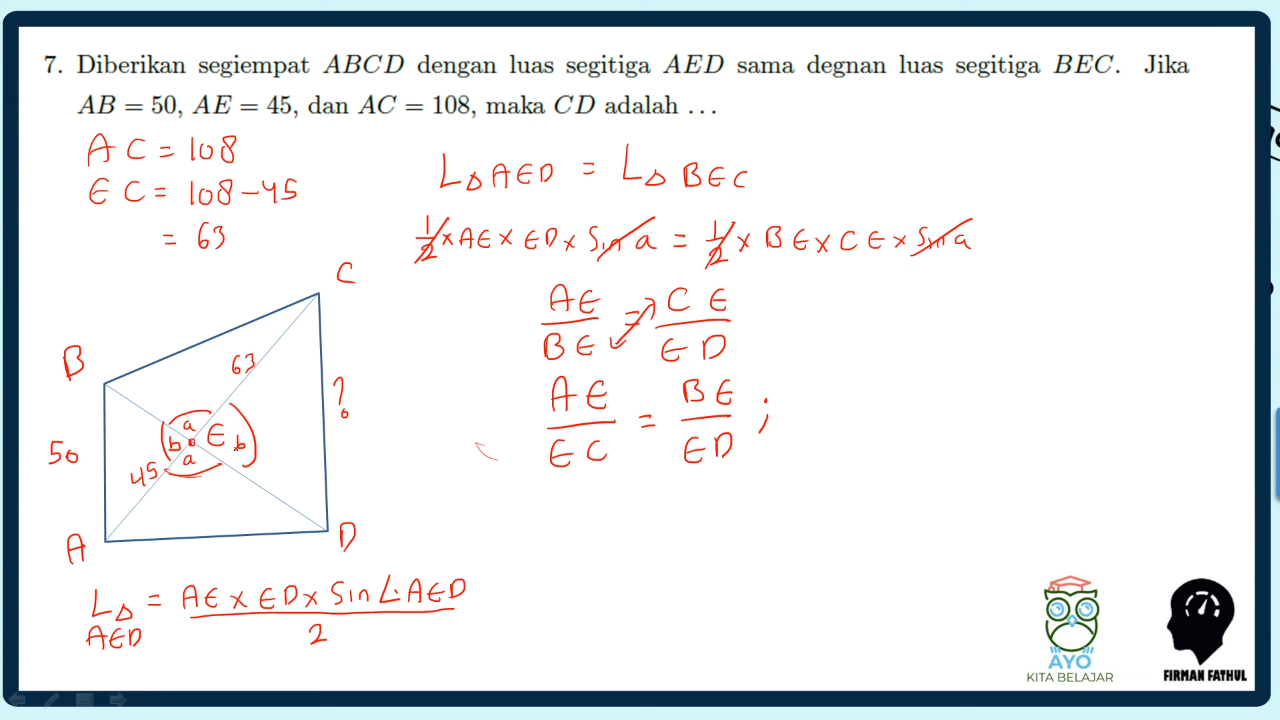 7. Diberikan segiempat ABCD dengan luas segitiga AED sama degnan luas segitiga BEC. Jika
AB = 50, AE = 45, dan AC = 108, maka CD adalah ...
AC = 108
EC = 108 - 45
= 63
L△AED = L△BEC
1/2 × AE × ED × Sin a = 1/2 × BE × CE × Sin a
AE/BE = CE/ED
AE/EC = BE/ED ;
C
B
63
?
50
a
b E b
a
45
A
D
L△AED = AE × ED × Sin ∠AED / 2
AYO
KITA BELAJAR
FIRMAN FATHUL